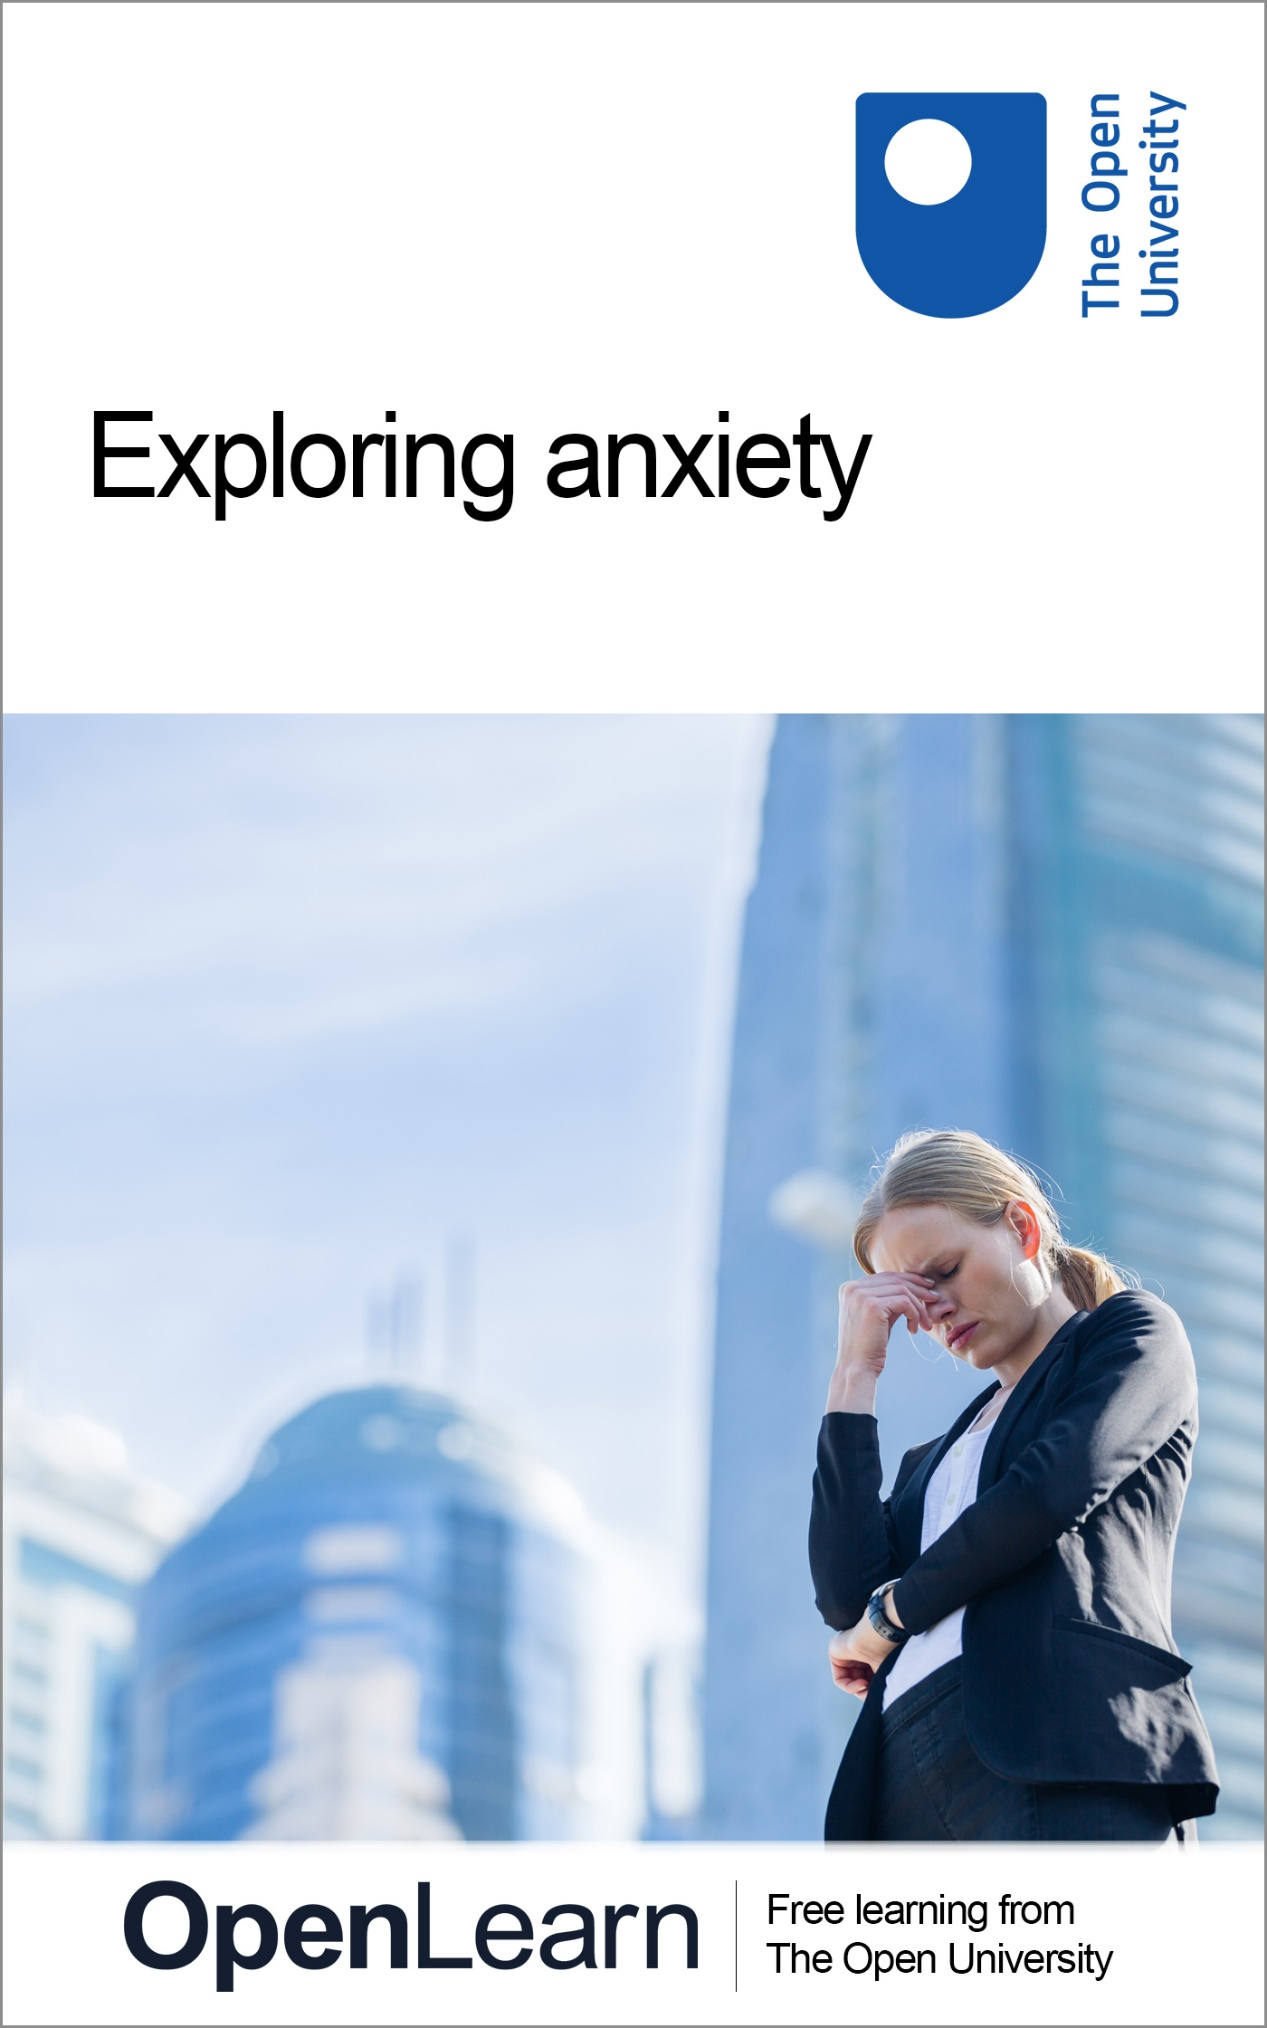 The Open
University
Exploring anxiety
OpenLearn
Free learning from
The Open University